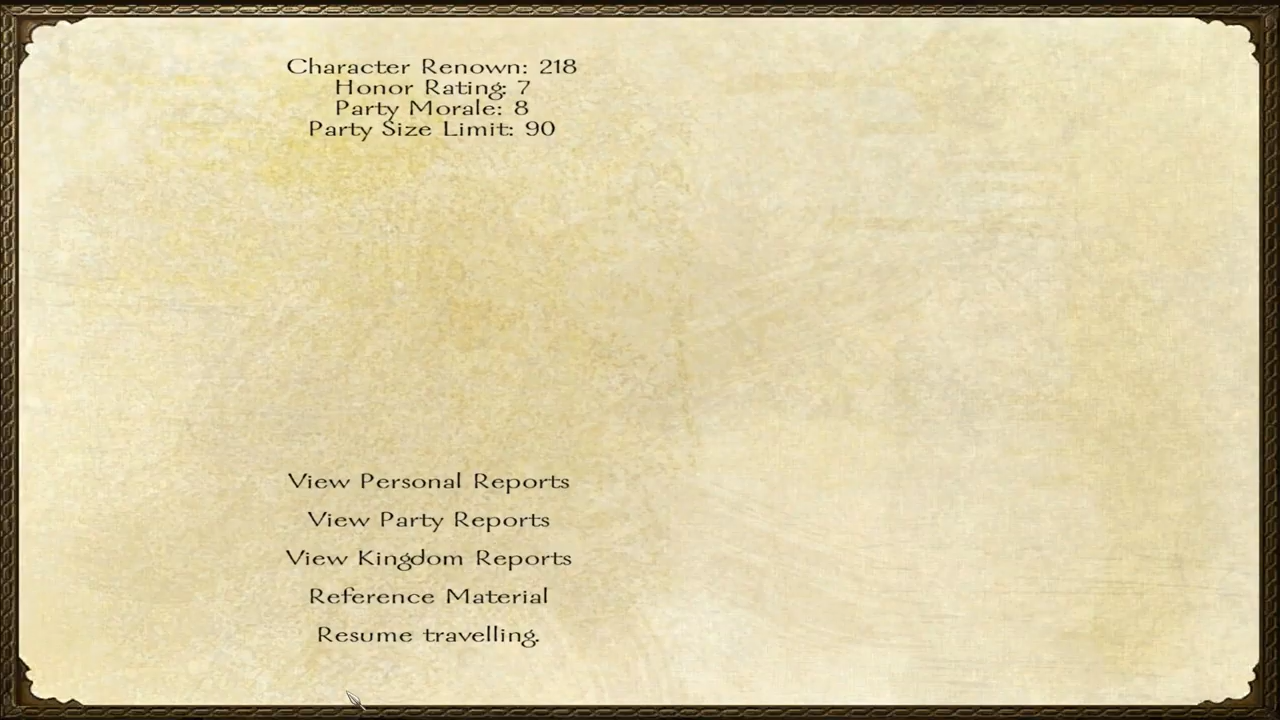 Character Renown: 218
Honor Rating: 7
Party Morale: 8
Party Size Limit: 90
View Personal Reports
View Party Reports
View Kingdom Reports
Reference Material
Resume travelling.